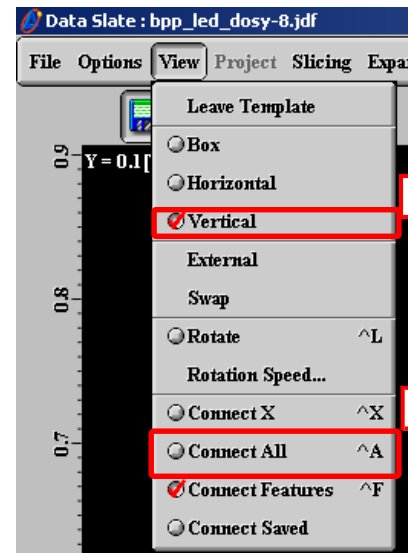 Data Slate : bpp_led_dosy-8.jdf
File Options View Project Slicing Expa
Leave Template
0.9
Y = 0.1[
Box
Horizontal
Vertical
External
0.8
Swap
Rotate ^L
Rotation Speed...
Connect X ^X
0.7
Connect All ^A
Connect Features ^F
Connect Saved